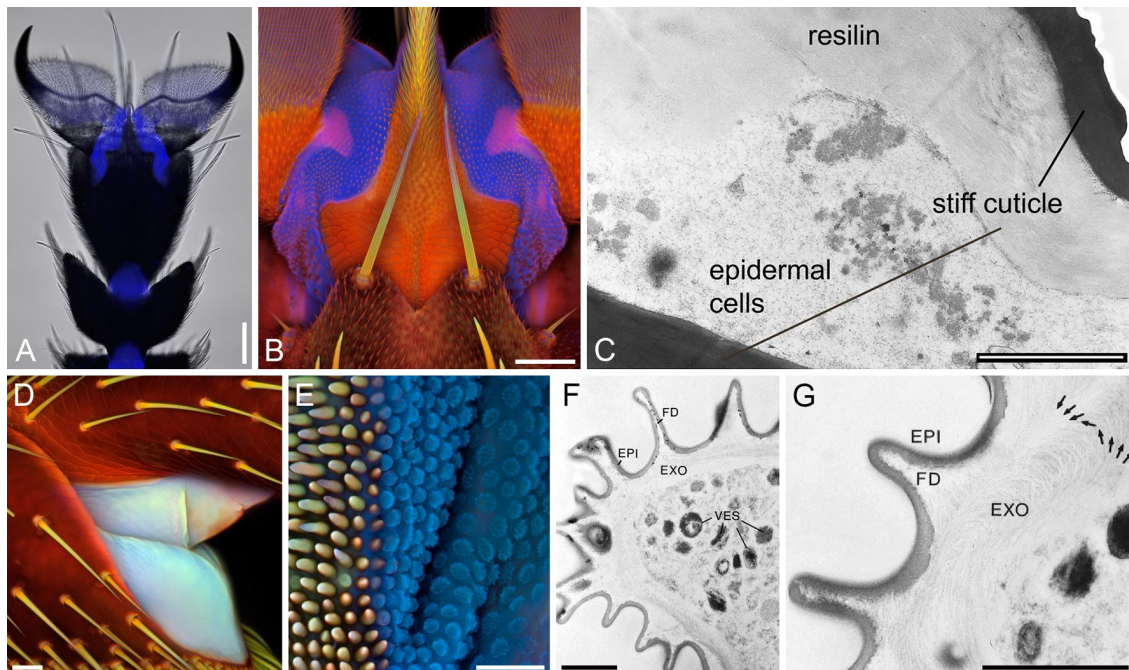 A
B
resilin
stiff cuticle
epidermal
cells
C
D
E
F
FD
EPI
EXO
VES
G
EPI
FD
EXO